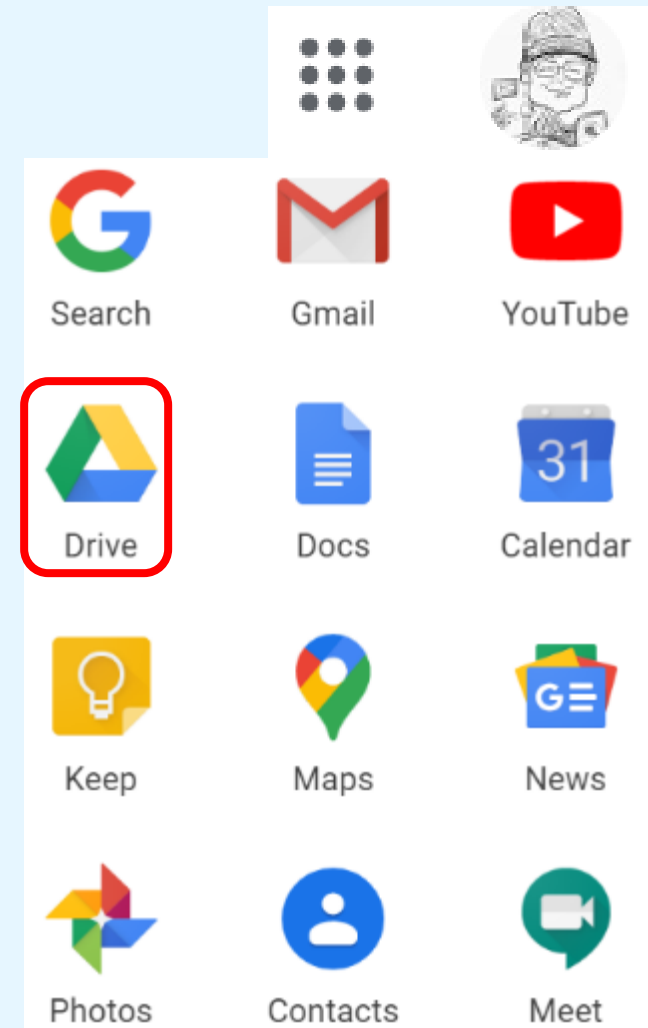 Search Gmail YouTube
31
Drive Docs Calendar
G
Keep Maps News
Photos Contacts Meet